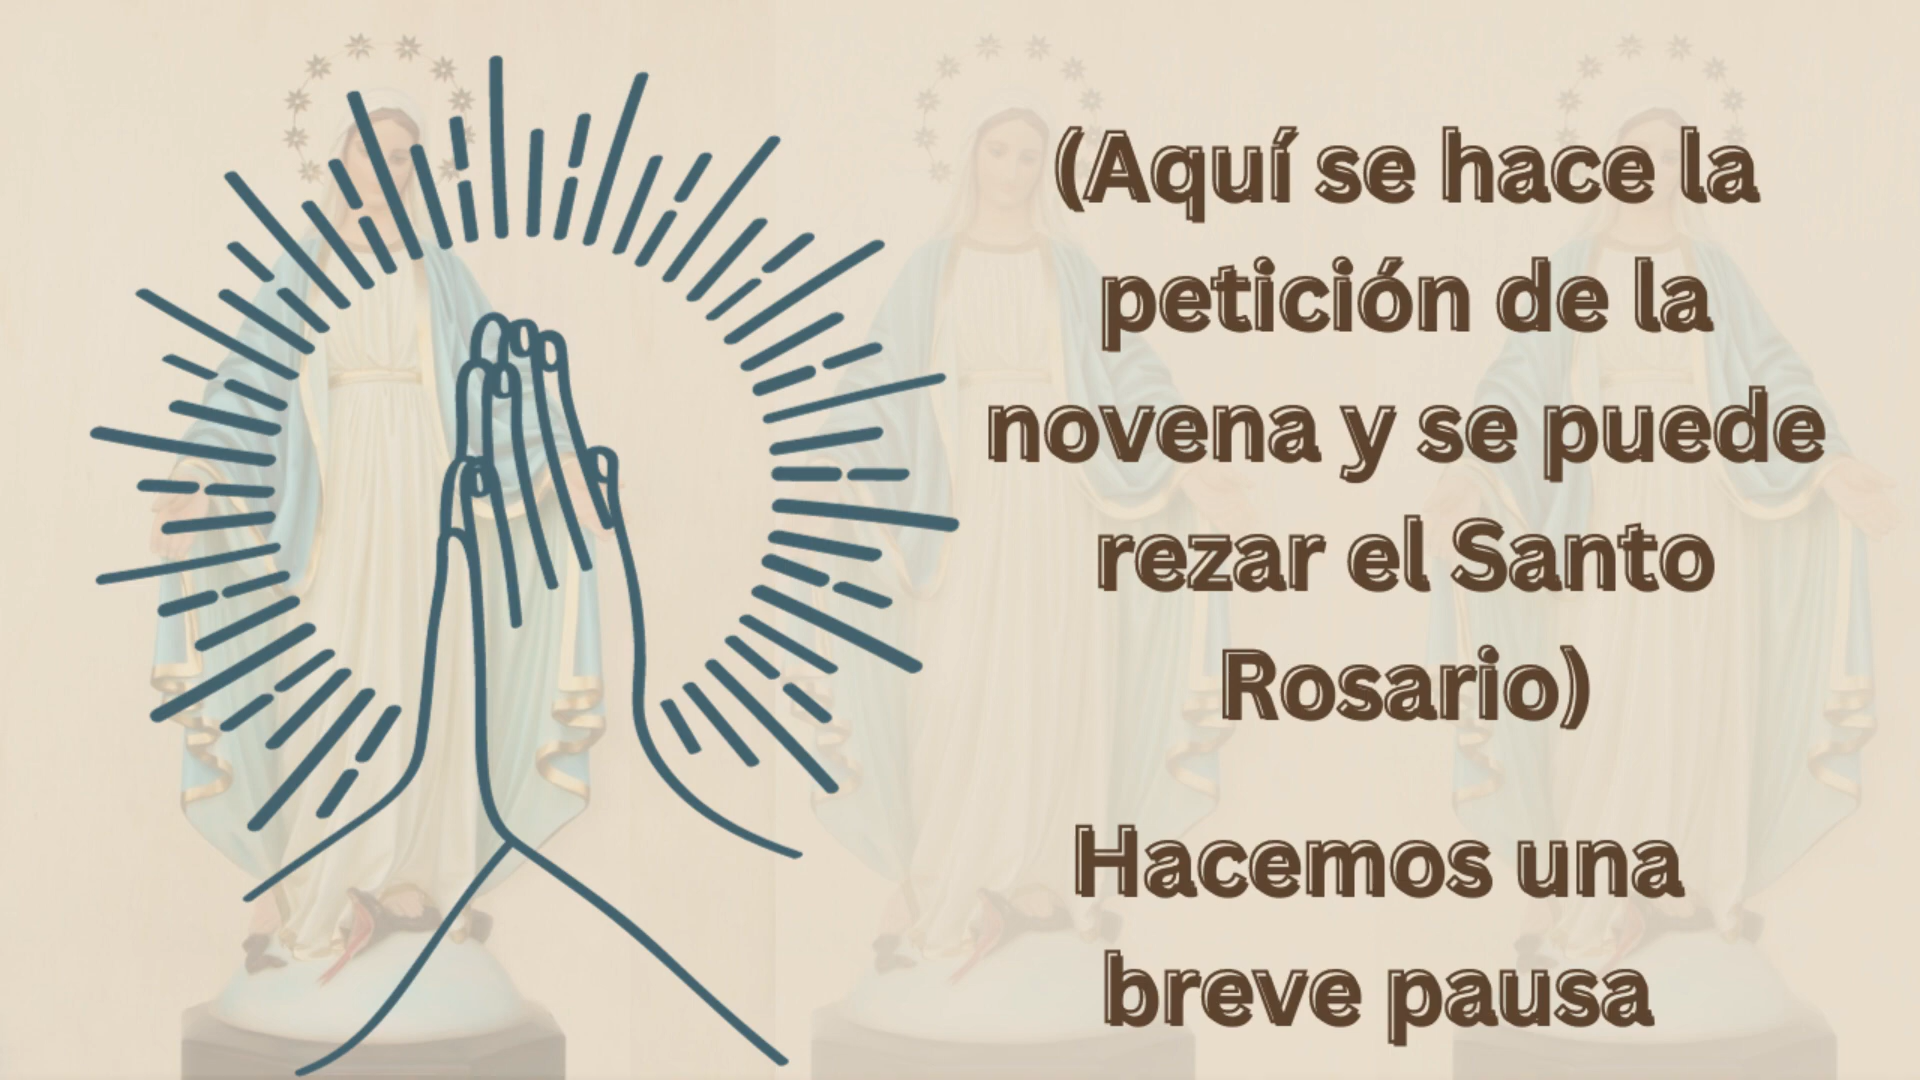 (Aquí se hace la
petición de la
novena y se puede
rezar el Santo
Rosario)
Hacemos una
breve pausa